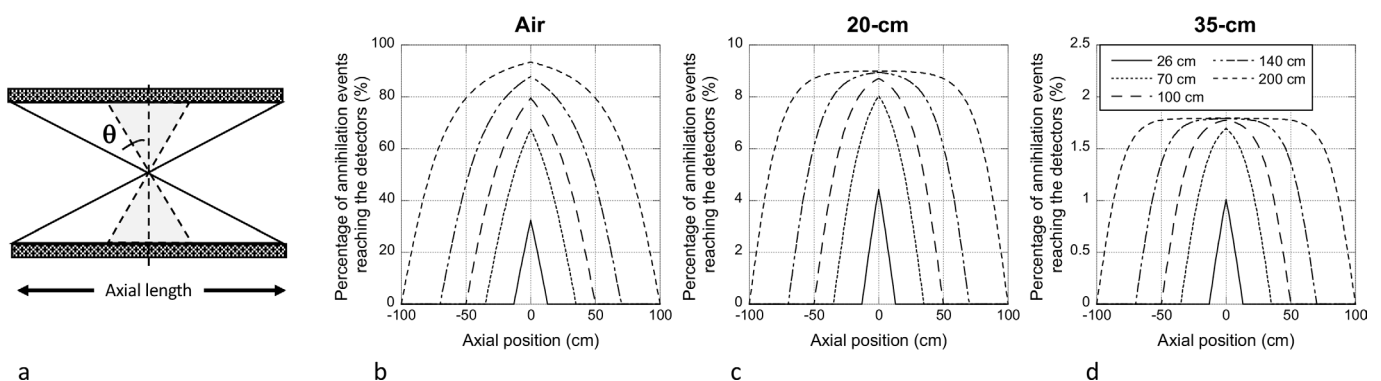 θ
Axial length
a
Air
Percentage of annihilation events
reaching the detectors (%)
100
80
60
40
20
0
-100
-50
0
50
100
Axial position (cm)
b
20-cm
Percentage of annihilation events
reaching the detectors (%)
10
8
6
4
2
0
-100
-50
0
50
100
Axial position (cm)
c
35-cm
Percentage of annihilation events
reaching the detectors (%)
2.5
2
1.5
1
0.5
0
26 cm
70 cm
100 cm
140 cm
200 cm
-100
-50
0
50
100
Axial position (cm)
d